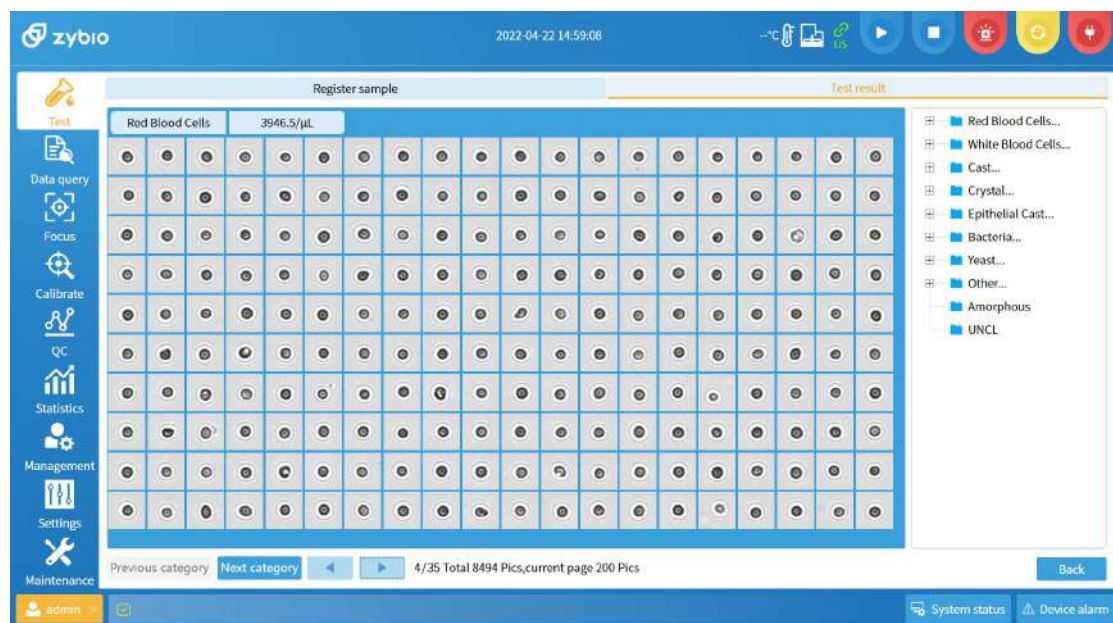 zybio
2022-04-22 14:59:08
--°C
LIS
Register sample
Test result
Test
Data query
Focus
Calibrate
QC
Statistics
Management
Settings
Maintenance
Red Blood Cells
3946.5/μL
Red Blood Cells...
White Blood Cells...
Cast...
Crystal...
Epithelial Cast...
Bacteria...
Yeast...
Other...
Amorphous
UNCL
Previous category
Next category
4/35 Total 8494 Pics,current page 200 Pics
Back
admin
System status
Device alarm